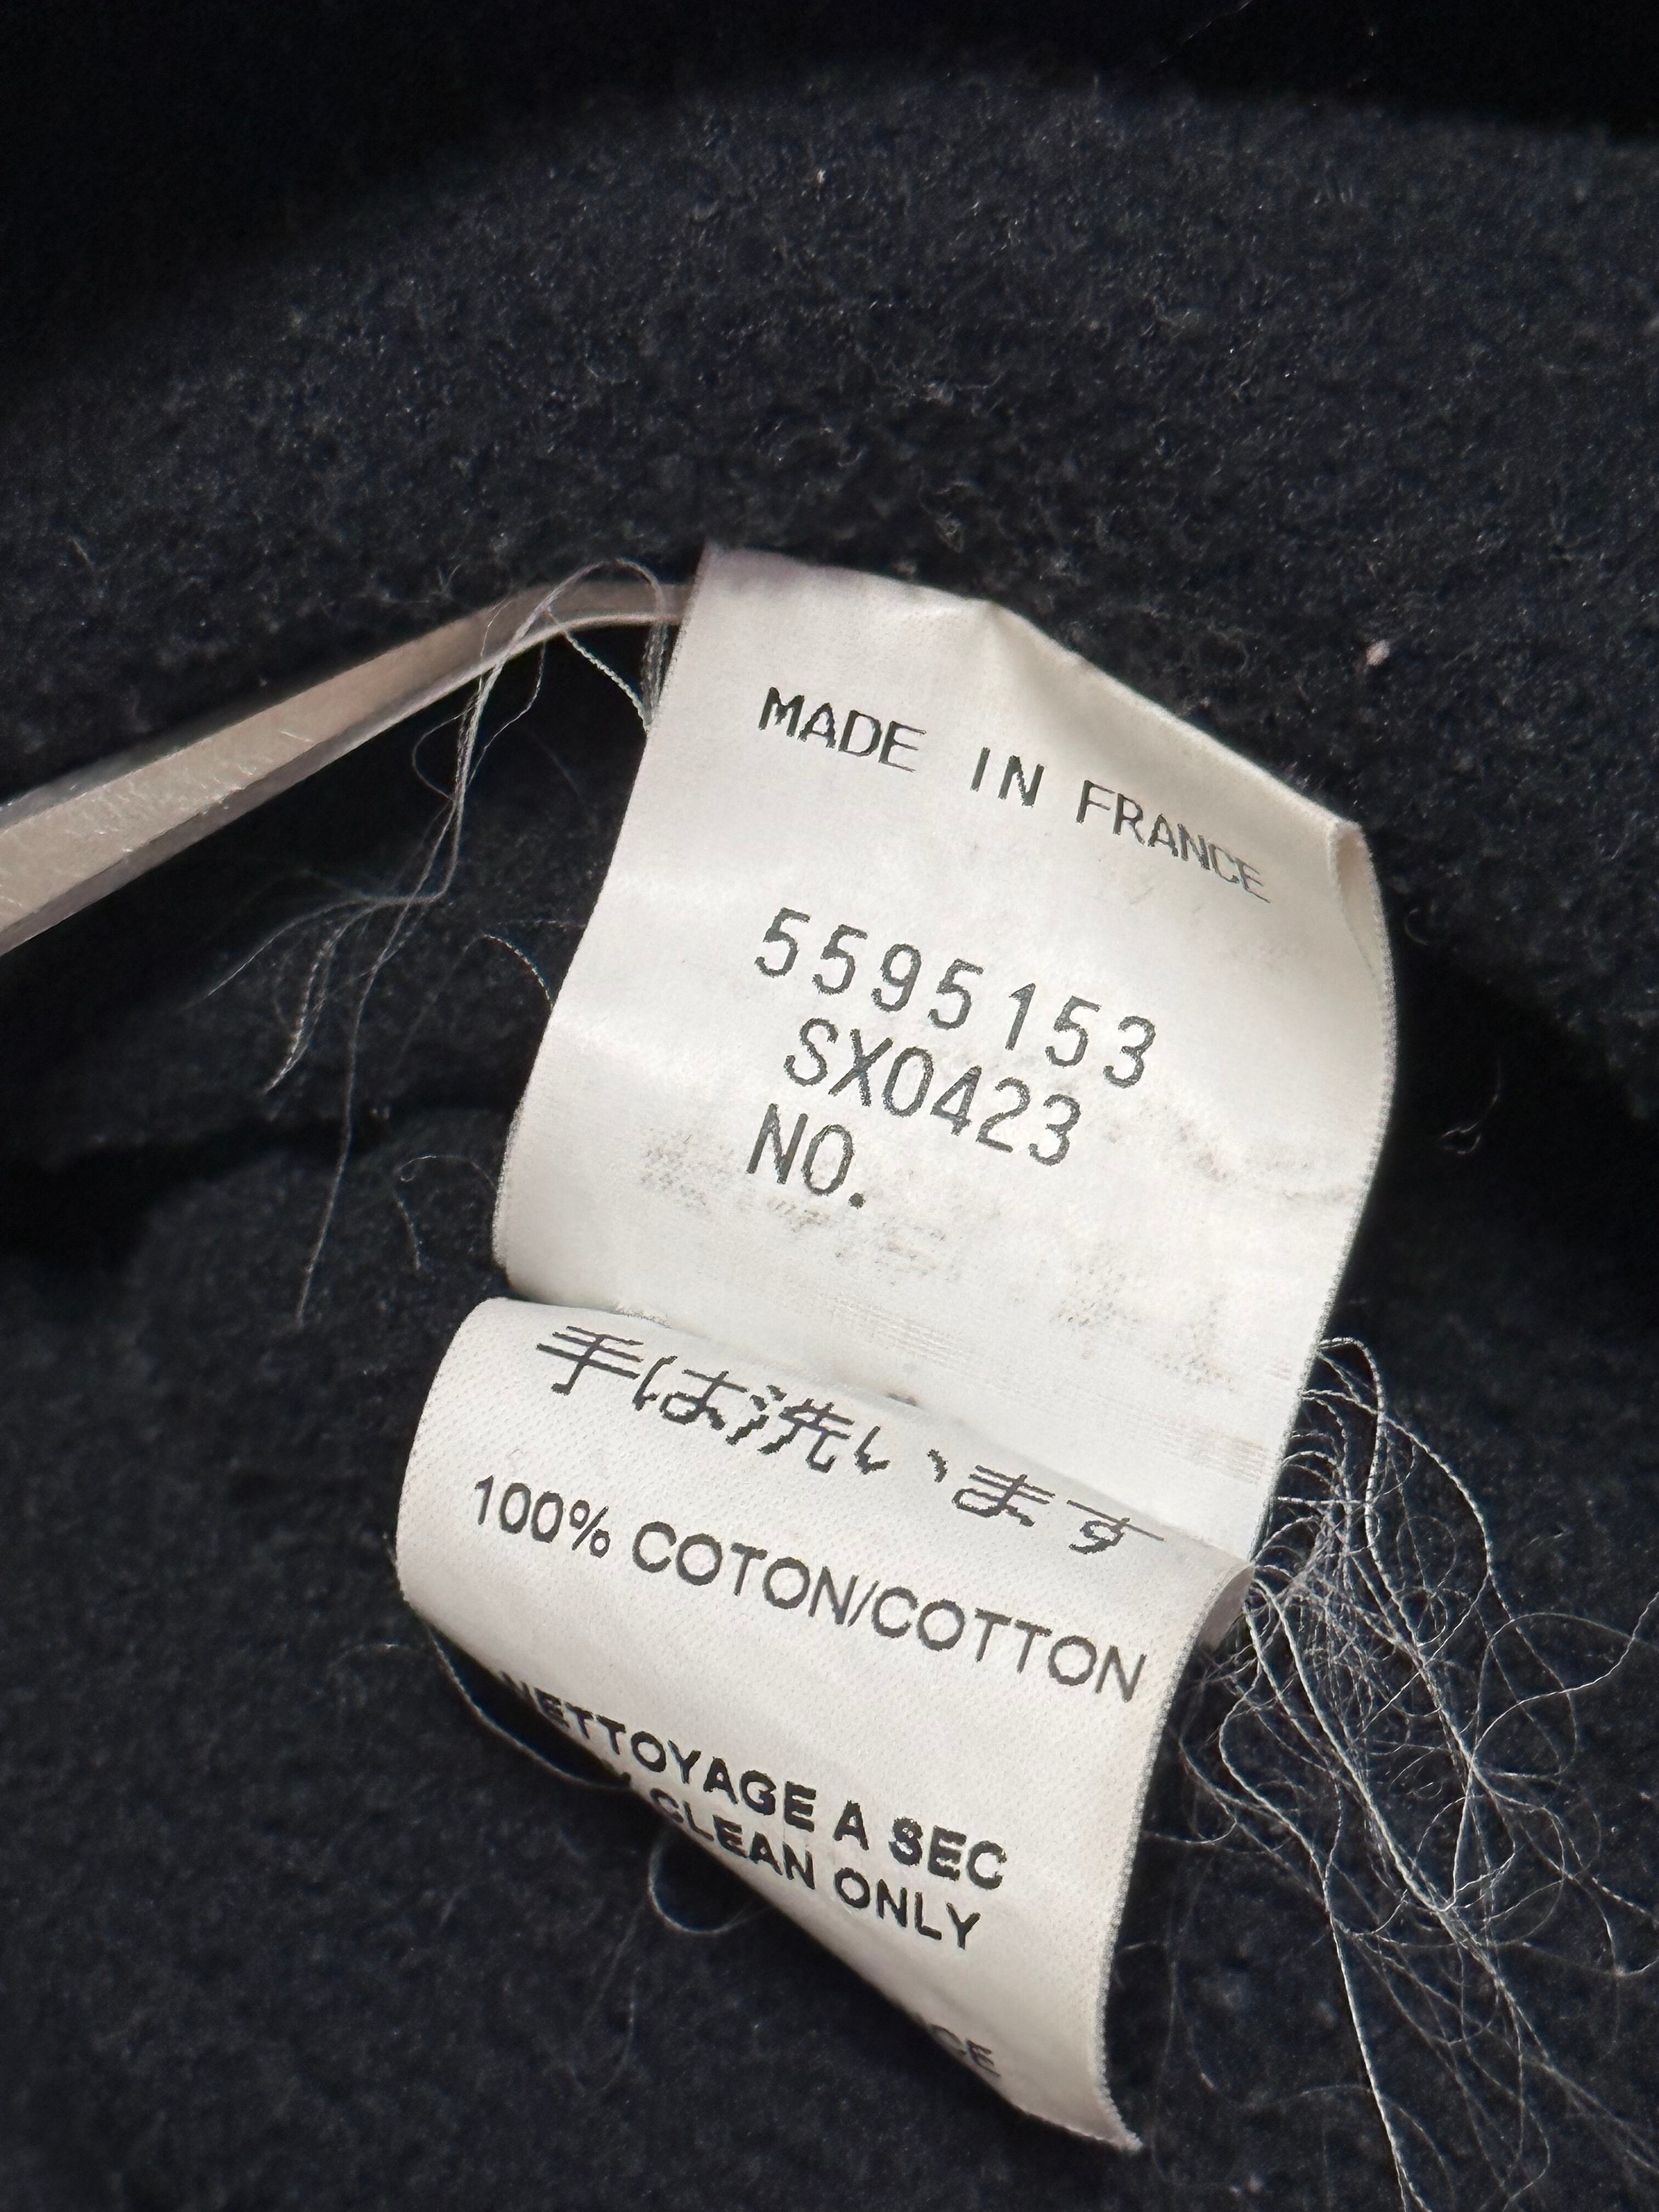 MADE IN FRANCE
5595153
SX0423
NO.
手は洗います
100% COTON/COTTON
NETTOYAGE A SEC
CLEAN ONLY